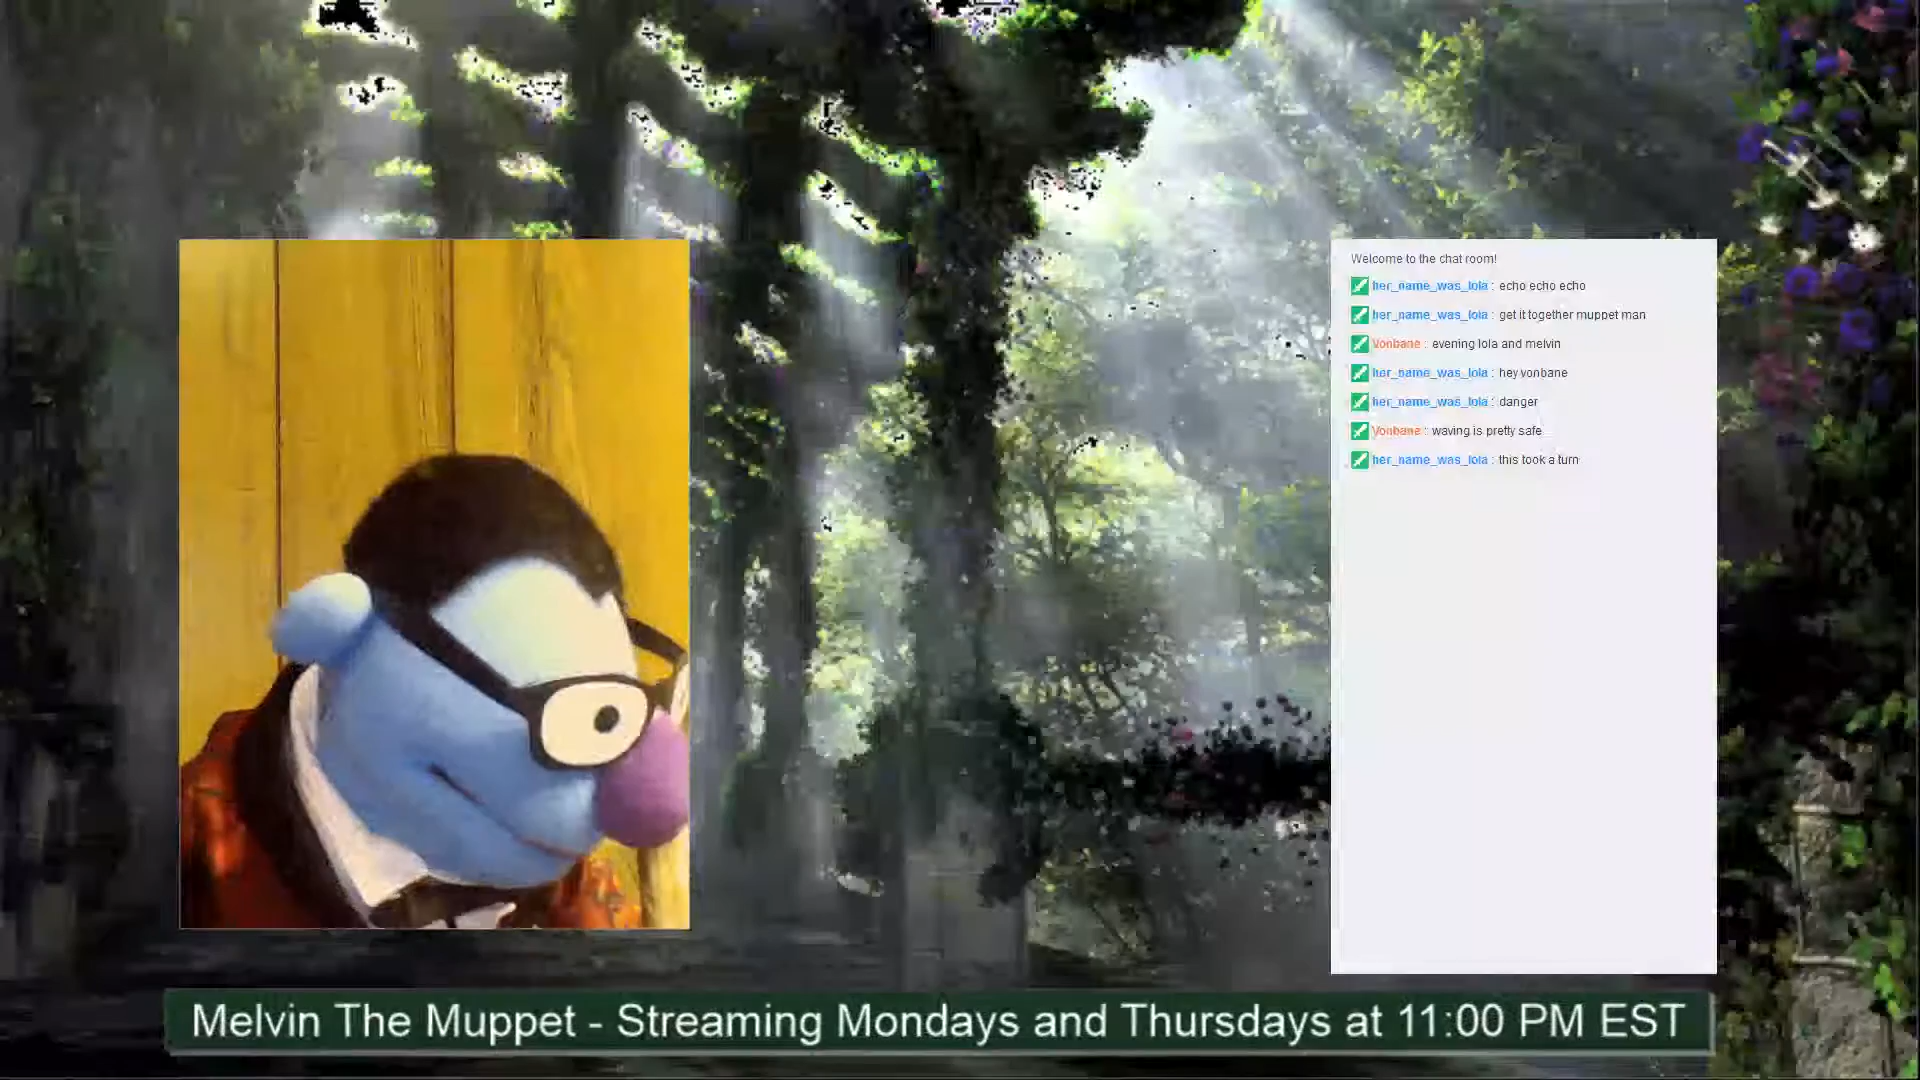 Welcome to the chat room!
her_name_was_lola : echo echo echo
her_name_was_lola : get it together muppet man
Vonbane : evening lola and melvin
her_name_was_lola : hey vonbane
her_name_was_lola : danger
Vonbane : waving is pretty safe
her_name_was_lola : this took a turn
Melvin The Muppet - Streaming Mondays and Thursdays at 11:00 PM EST